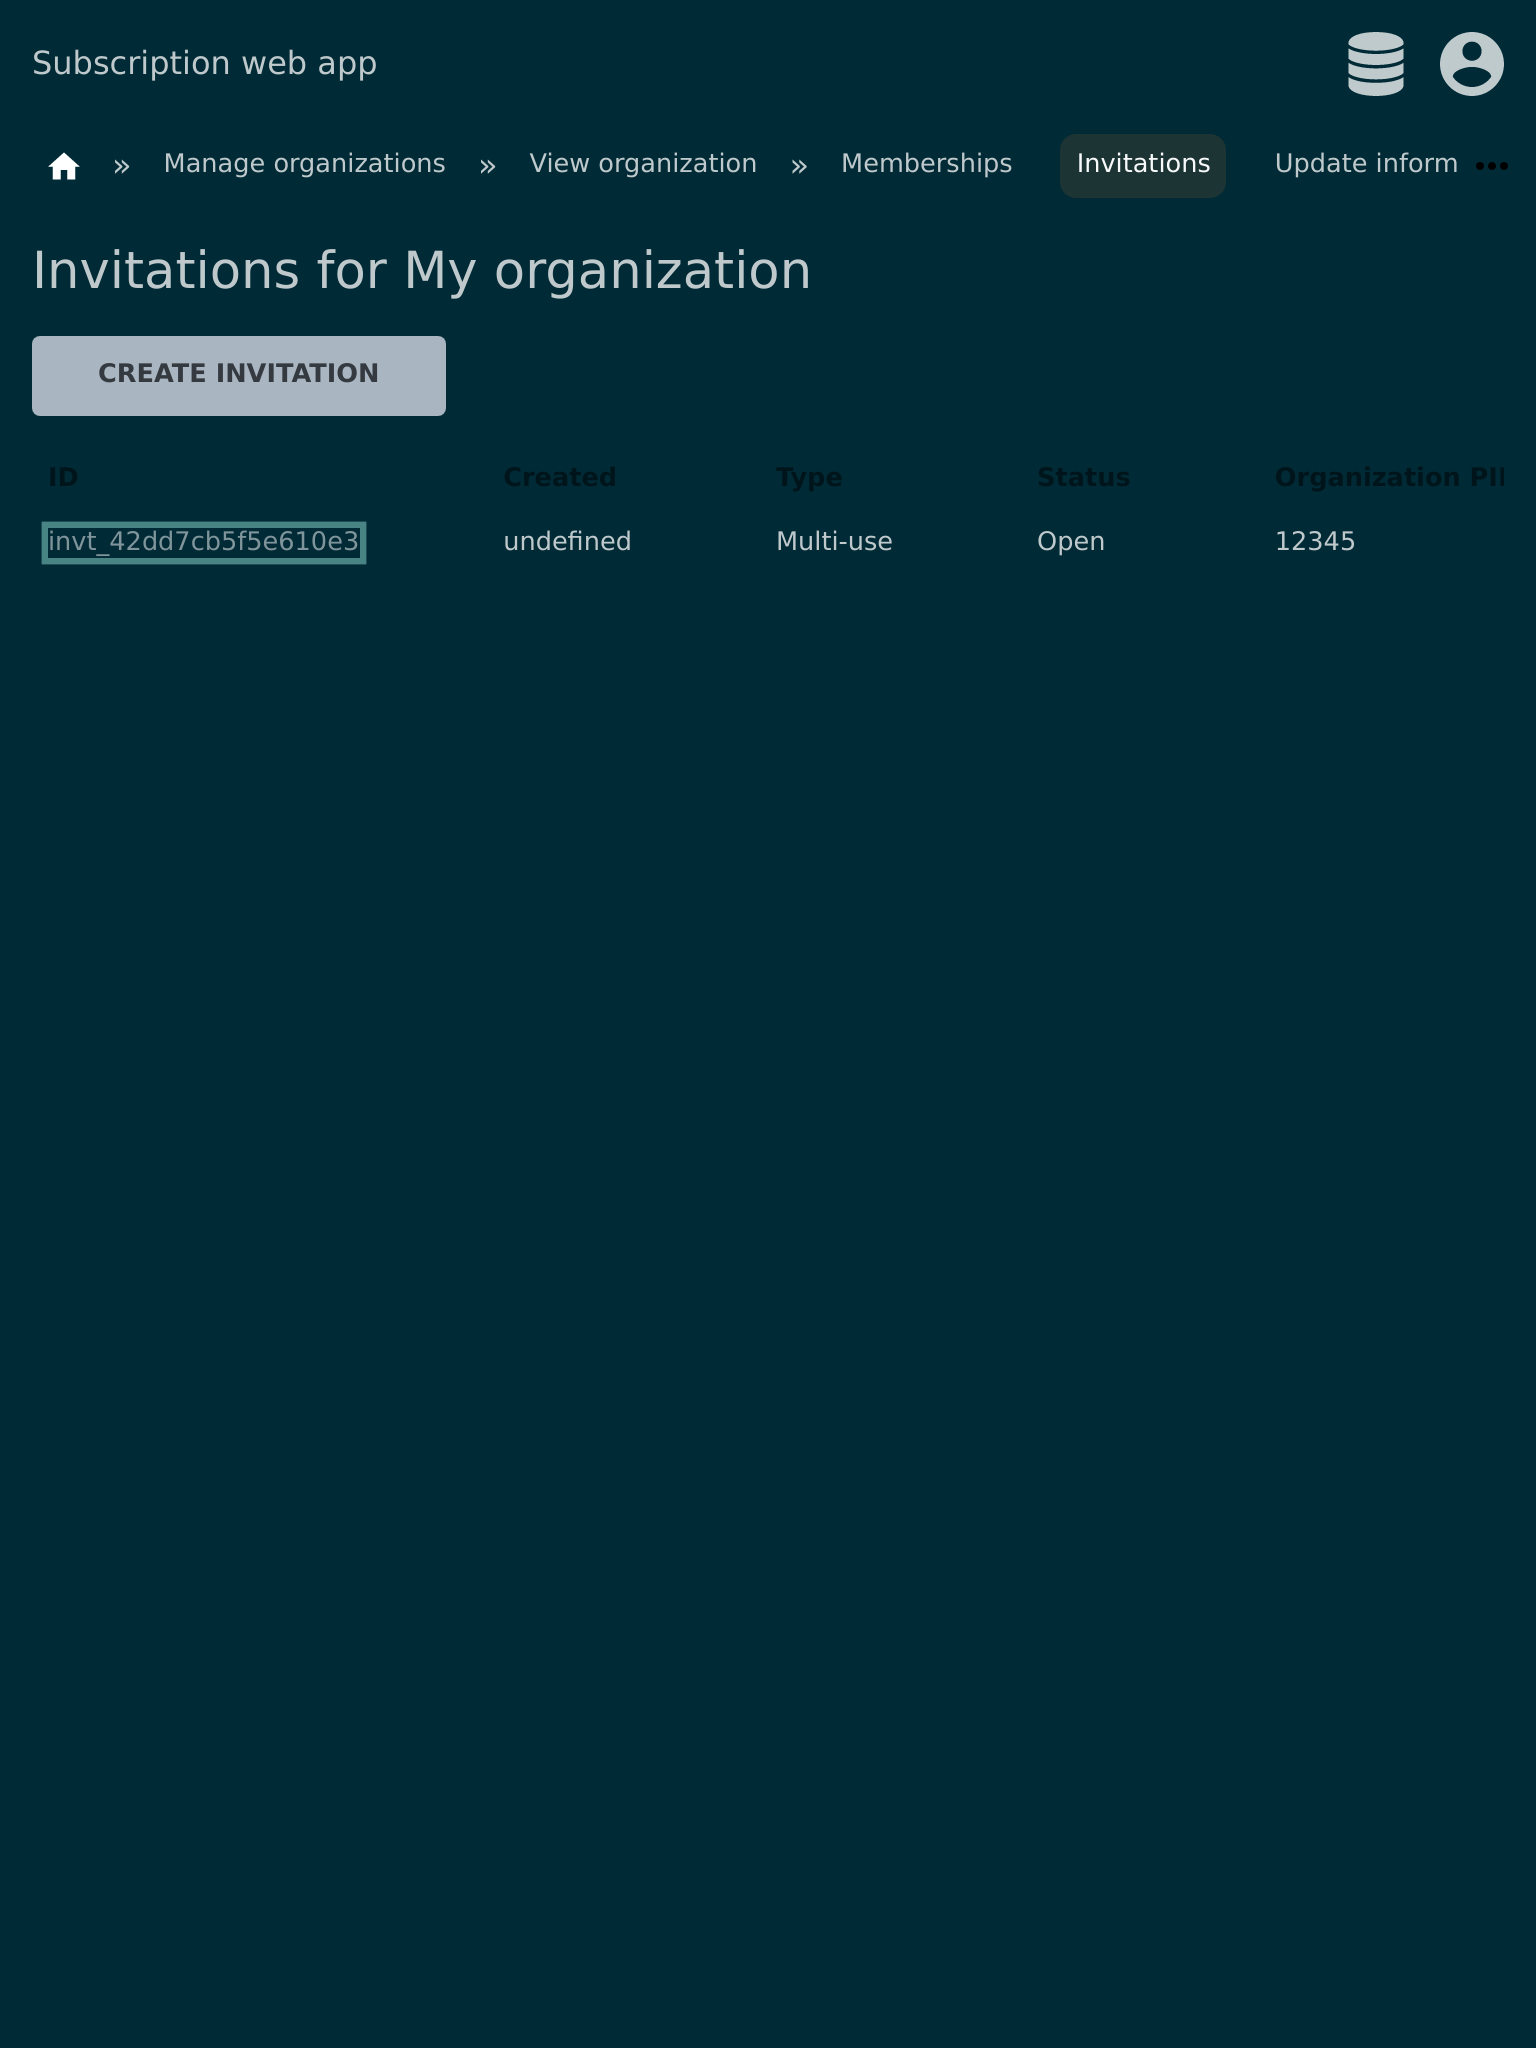 Subscription web app
» Manage organizations » View organization » Memberships Invitations Update inform •••
Invitations for My organization
CREATE INVITATION
ID Created Type Status Organization
invt_42dd7cb5f5e610e3 undefined Multi-use Open 12345